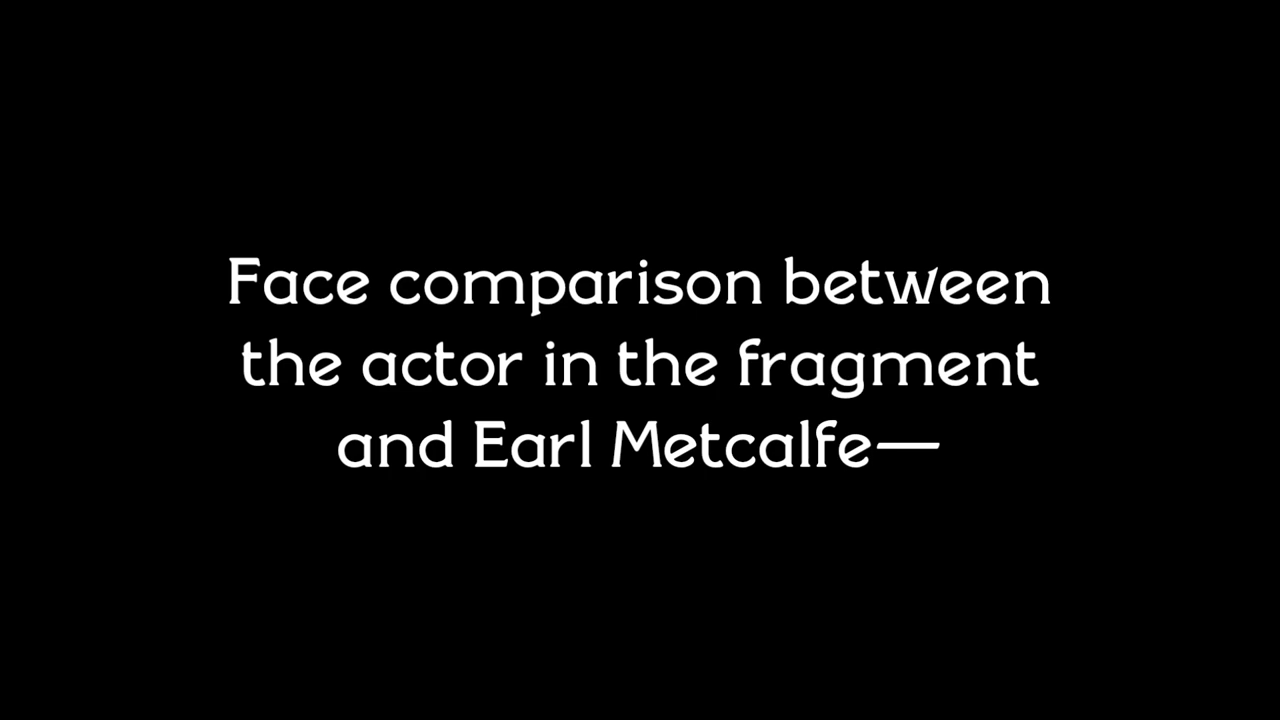 Face comparison between
the actor in the fragment
and Earl Metcalfe—